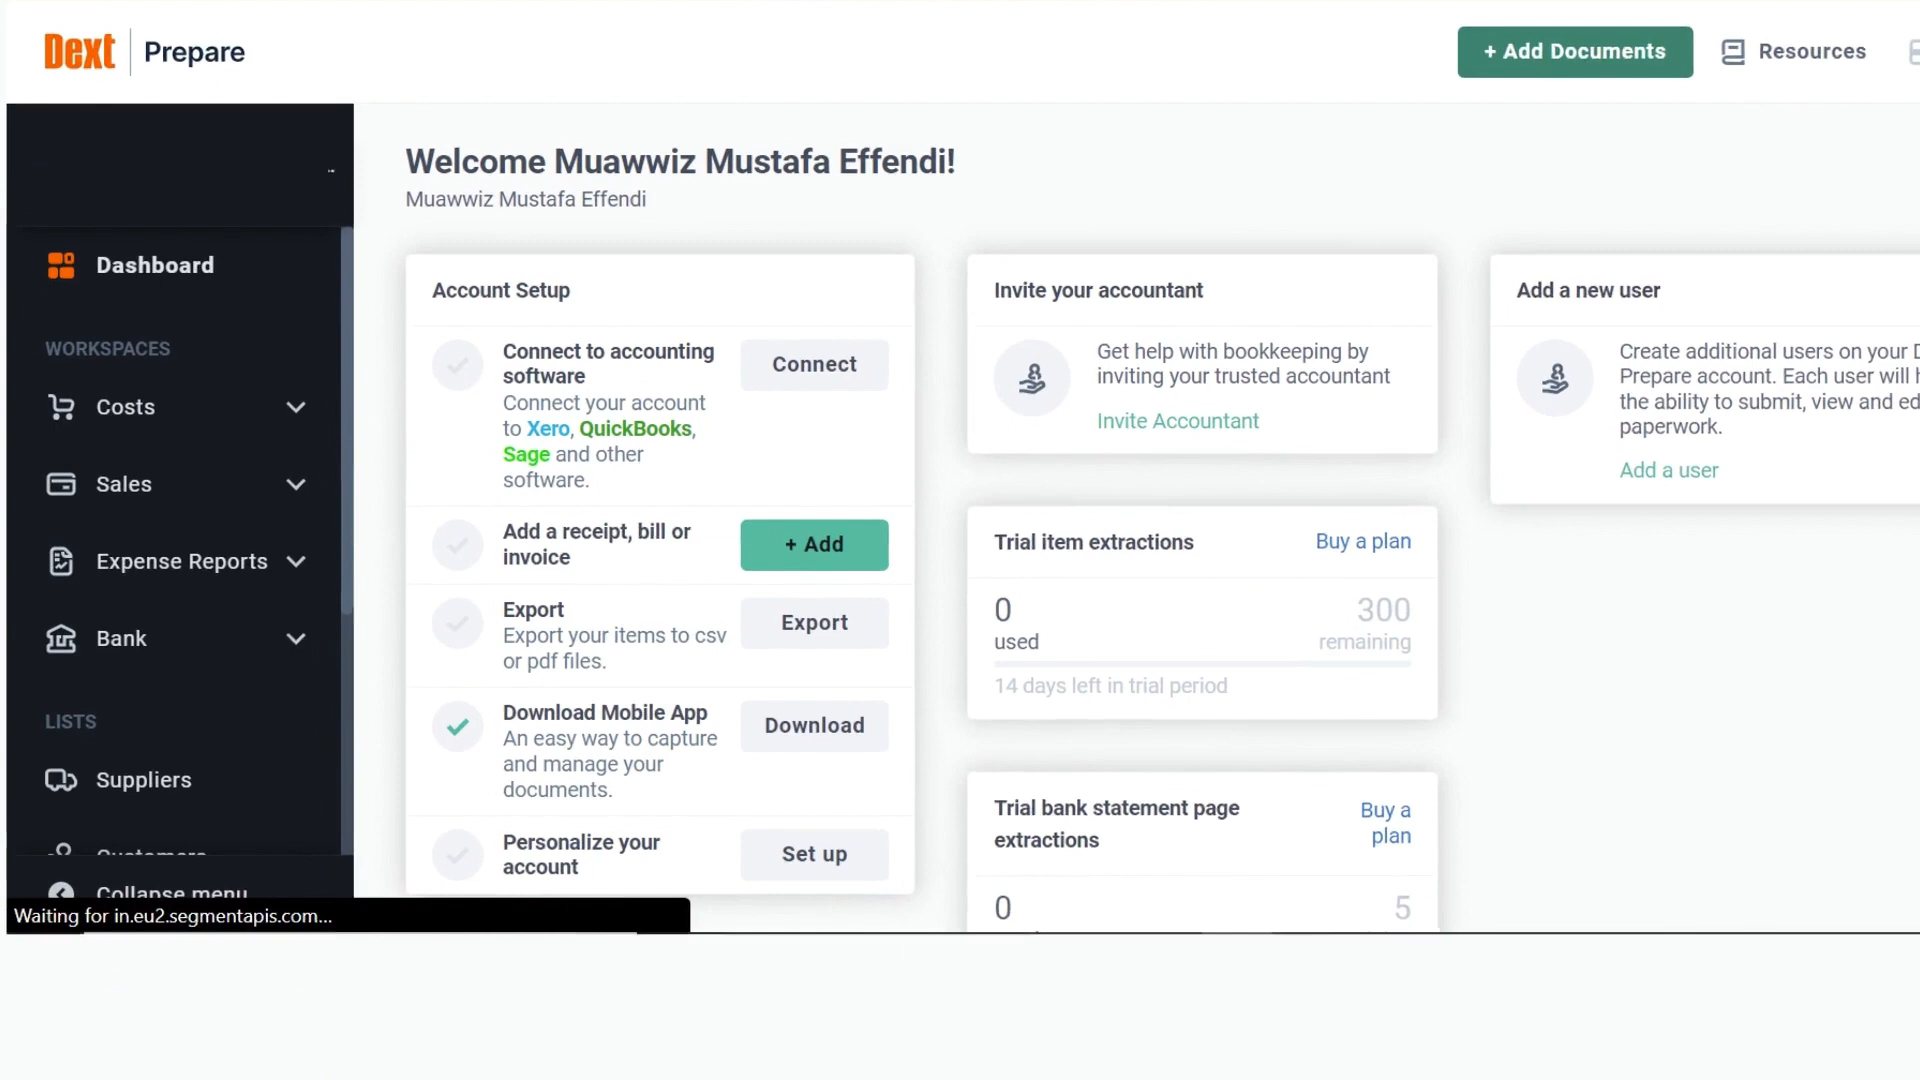 Dext Prepare
+ Add Documents
Resources
Welcome Muawwiz Mustafa Effendi!
Muawwiz Mustafa Effendi
Dashboard
WORKSPACES
Costs
Sales
Expense Reports
Bank
LISTS
Suppliers
Customers
Collapse menu
Waiting for in.eu2.segmentapis.com...
Account Setup
Connect to accounting
software
Connect your account
to Xero, QuickBooks,
Sage and other
software.
Connect
Add a receipt, bill or
invoice
+ Add
Export
Export your items to csv
or pdf files.
Export
Download Mobile App
An easy way to capture
and manage your
documents.
Download
Personalize your
account
Set up
Invite your accountant
Get help with bookkeeping by
inviting your trusted accountant
Invite Accountant
Trial item extractions
Buy a plan
0
300
used
remaining
14 days left in trial period
Trial bank statement page
extractions
Buy a
plan
0
5
Add a new user
Create additional users on your D
Prepare account. Each user will h
the ability to submit, view and ed
paperwork.
Add a user